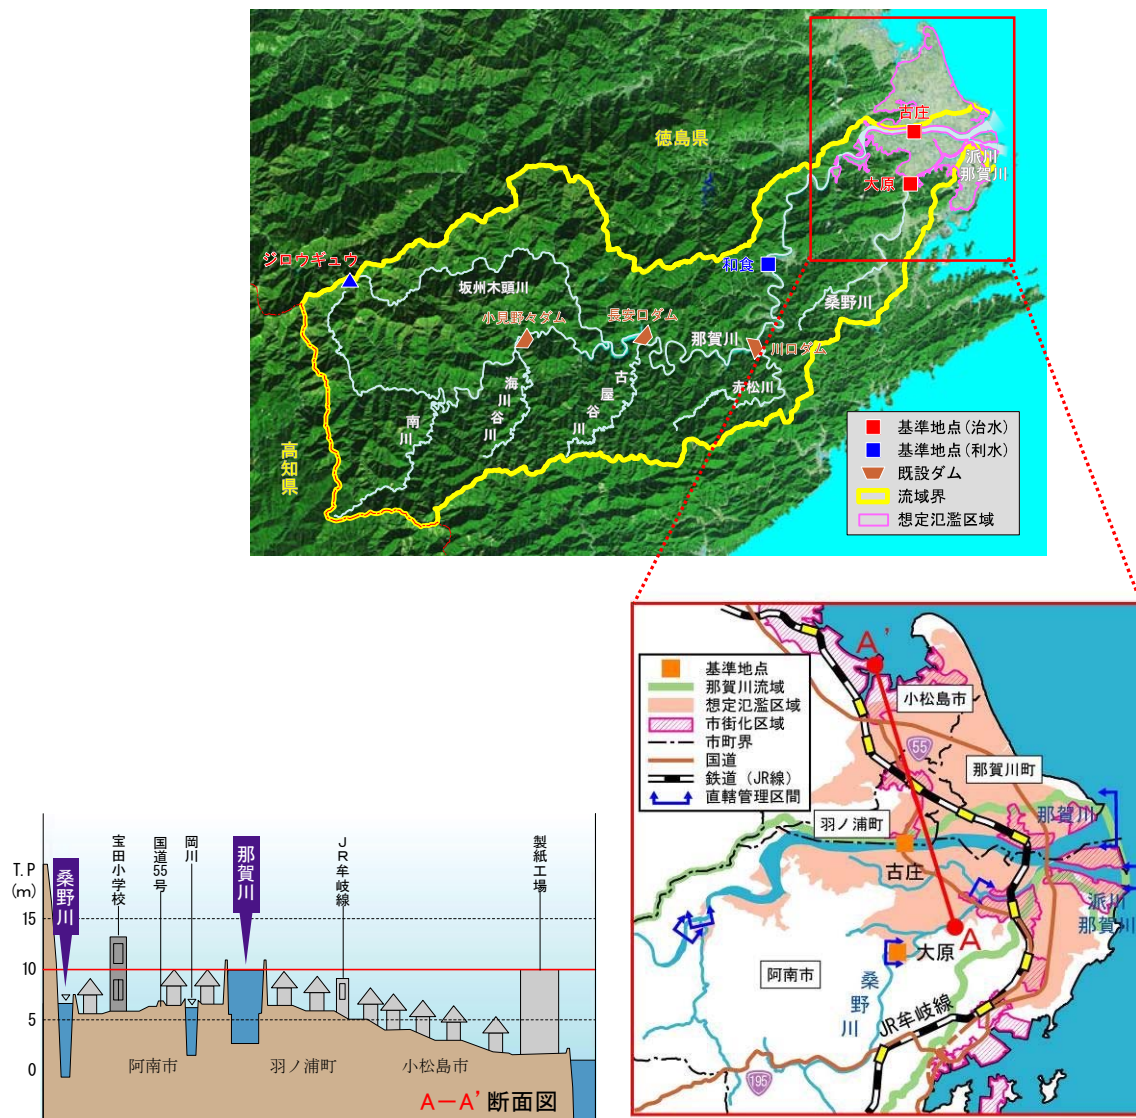 徳島県
古庄
派川
那賀川
大原
ジロウギュウ
和食
坂州木頭川
桑野川
小見野々ダム
長安口ダム
那賀川
川口ダム
海川谷川
古屋谷川
赤松川
南川
高知県
基準地点(治水)
基準地点(利水)
既設ダム
流域界
想定氾濫区域
A'
基準地点
那賀川流域
想定氾濫区域
市街化区域
市町界
国道
鉄道(JR線)
直轄管理区間
小松島市
55
那賀川町
那賀川
羽ノ浦町
古庄
派川
那賀川
A
大原
阿南市
桑野川
JR牟岐線
195
T.P
(m)
15
10
5
0
桑野川
宝田小学校
国道55号
岡川
那賀川
JR牟岐線
製紙工場
阿南市
羽ノ浦町
小松島市
A-A'断面図